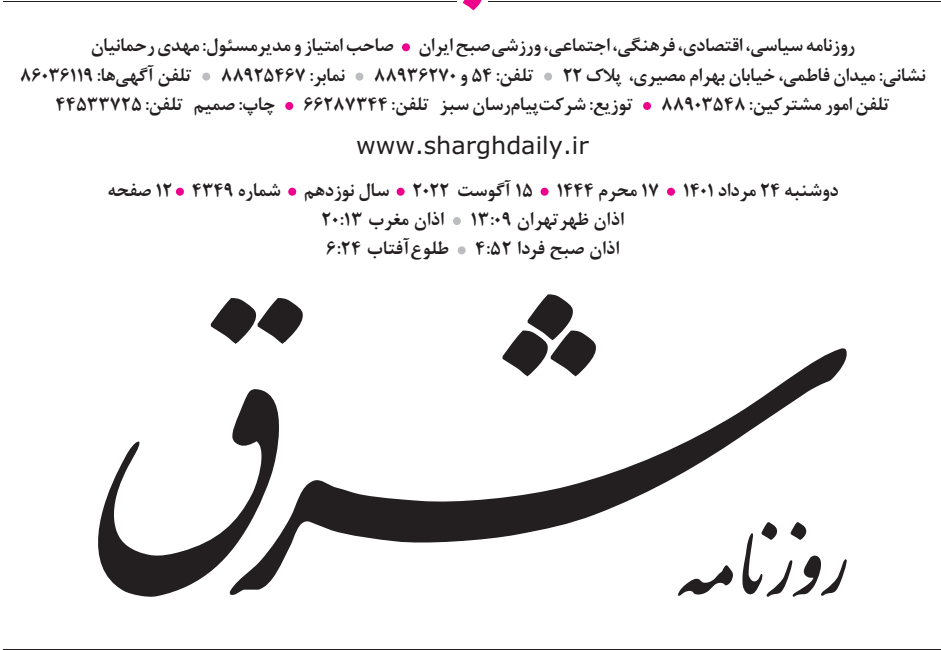 روزنامه سیاسی، اقتصادی، فرهنگی، اجتماعی، ورزشی صبح ایران ● صاحب امتیاز و مدیرمسئول: مهدی رحمانیان
نشانی: میدان فاطمی، خیابان بهرام مصیری، پلاک ۲۲ ● تلفن: ۵۴ و ۸۸۹۳۶۲۷۰ ● نمابر: ۸۸۹۲۵۴۶۷ ● تلفن آگهی‌ها: ۸۶۰۳۶۱۱۹
تلفن امور مشترکین: ۸۸۹۰۳۵۴۸ ● توزیع: شرکت پیام‌رسان سبز تلفن: ۶۶۲۸۷۳۴۴ ● چاپ: صمیم تلفن: ۴۴۵۳۳۷۲۵
www.sharghdaily.ir
دوشنبه ۲۴ مرداد ۱۴۰۱ ● ۱۷ محرم ۱۴۴۴ ● ۱۵ آگوست ۲۰۲۲ ● سال نوزدهم ● شماره ۴۳۴۹ ● ۱۲ صفحه
اذان ظهر تهران ۱۳:۰۹ ● اذان مغرب ۲۰:۱۳
اذان صبح فردا ۴:۵۲ ● طلوع آفتاب ۶:۲۴
روزنامه شرق